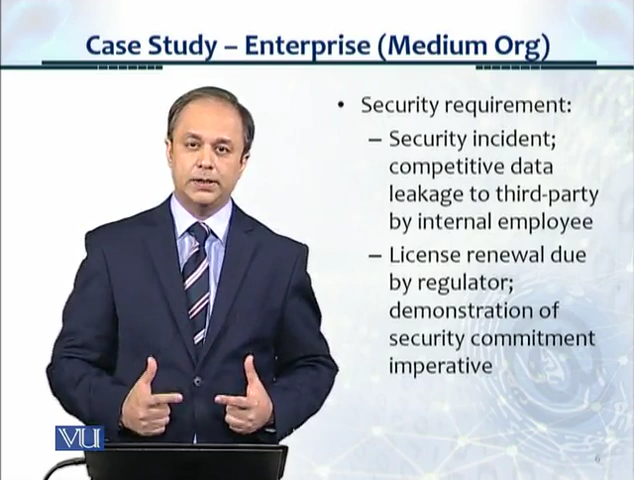 Case Study – Enterprise (Medium Org)
• Security requirement:
– Security incident;
competitive data
leakage to third-party
by internal employee
– License renewal due
by regulator;
demonstration of
security commitment
imperative
VU
6